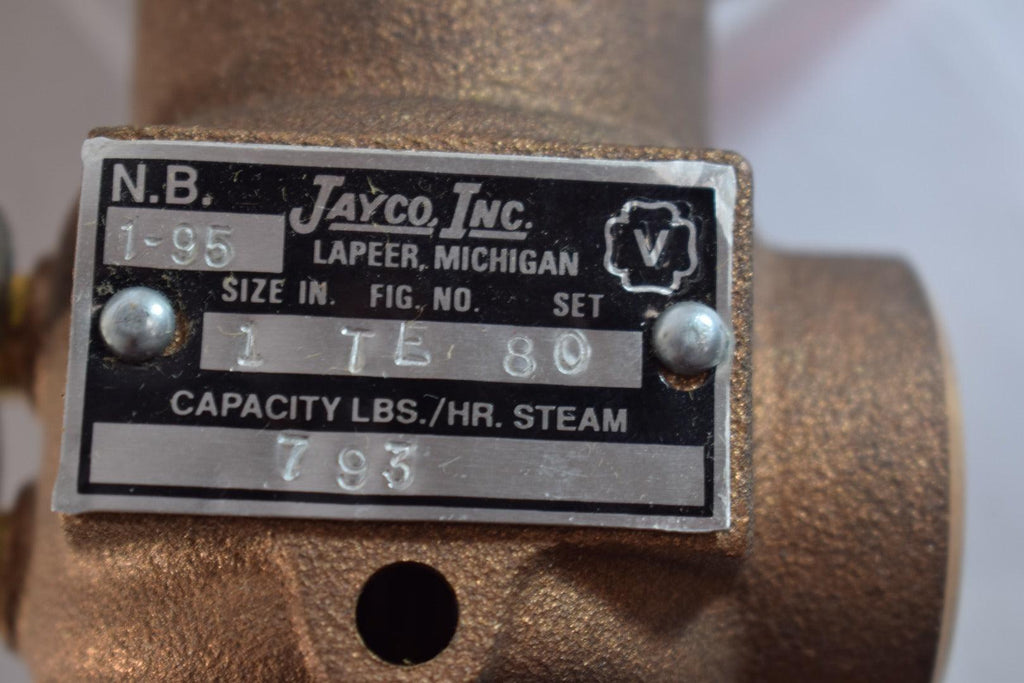 N.B. JAYCO, INC.
1-95 LAPEER, MICHIGAN V
SIZE IN. FIG. NO. SET
1 TE 80
CAPACITY LBS./HR. STEAM
793